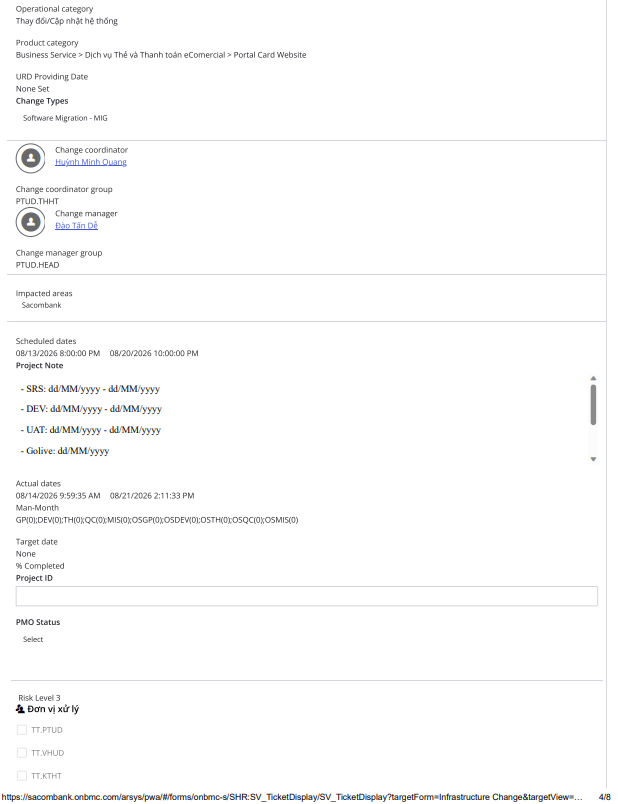 Operational category
Thay đổi/Cập nhật hệ thống
Product category
Business Service > Dịch vụ Thẻ và Thanh toán eComercial > Portal Card Website
URD Providing Date
None Set
Change Types
Software Migration - MIG
Change coordinator
Huỳnh Minh Quang
Change coordinator group
PTUD.THHT
Change manager
Đào Tấn Dễ
Change manager group
PTUD.HEAD
Impacted areas
Sacombank
Scheduled dates
08/13/2026 8:00:00 PM 08/20/2026 10:00:00 PM
Project Note
- SRS: dd/MM/yyyy - dd/MM/yyyy
- DEV: dd/MM/yyyy - dd/MM/yyyy
- UAT: dd/MM/yyyy - dd/MM/yyyy
- Golive: dd/MM/yyyy
Actual dates
08/14/2026 9:59:35 AM 08/21/2026 2:11:33 PM
Man-Month
GP(0);DEV(0);TH(0);QC(0);MIS(0);OSGP(0);OSDEV(0);OSTH(0);OSQC(0);OSMIS(0)
Target date
None
% Completed
Project ID
PMO Status
Select
Risk Level 3
Đơn vị xử lý
TT.PTUD
TT.VHUD
TT.KTHT
https://sacombank.onbmc.com/arsys/pwa/#/forms/onbmc-s/SHR:SV_TicketDisplay/SV_TicketDisplay?targetForm=Infrastructure Change&targetView=… 4/8